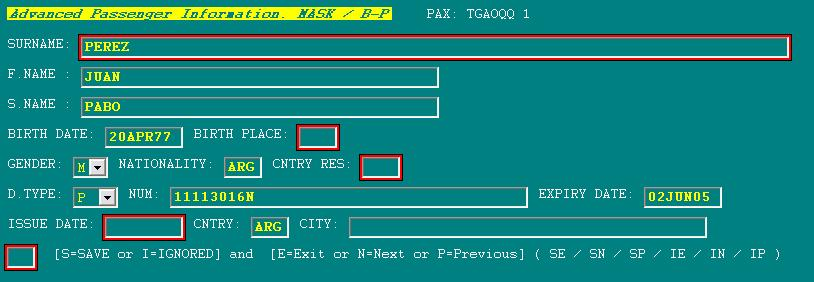 Advanced Passenger Information. MASK / B-P PAX: TGAOQQ 1
SURNAME: PEREZ
F.NAME : JUAN
S.NAME : PABO
BIRTH DATE: 20APR77 BIRTH PLACE:
GENDER: M NATIONALITY: ARG CNTRY RES:
D.TYPE: P NUM: 11113016N EXPIRY DATE: 02JUN05
ISSUE DATE: CNTRY: ARG CITY:
[S=SAVE or I=IGNORED] and [E=Exit or N=Next or P=Previous] ( SE / SN / SP / IE / IN / IP )